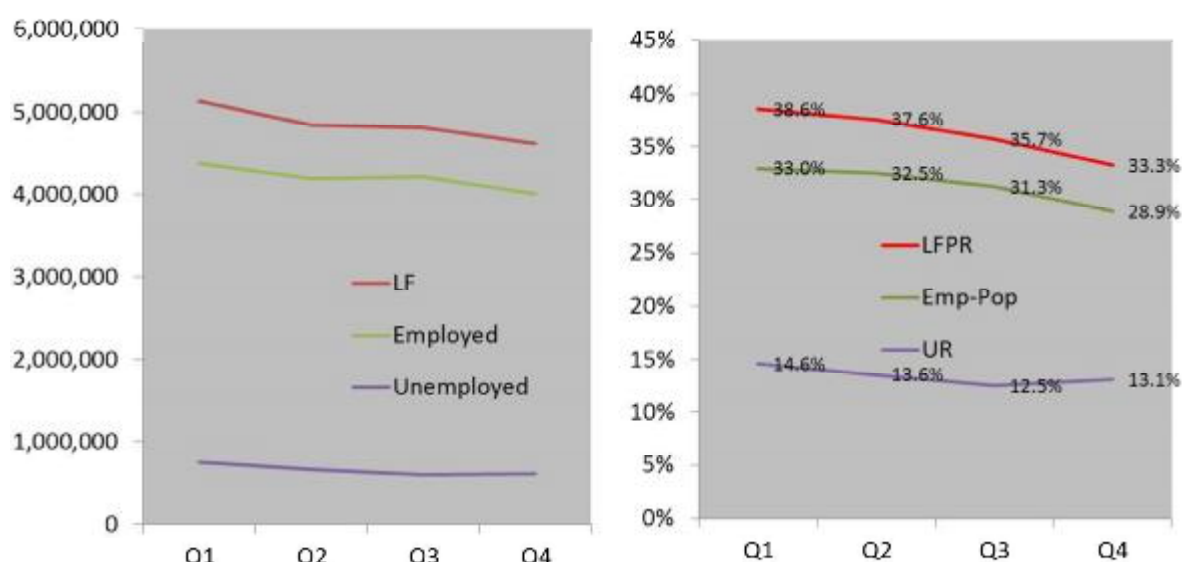 6,000,000
5,000,000
4,000,000
3,000,000
2,000,000
1,000,000
0
LF
Employed
Unemployed
Q1 Q2 Q3 Q4
45%
40%
35%
30%
25%
20%
15%
10%
5%
0%
38.6% 37.6% 35.7% 33.3%
33.0% 32.5% 31.3% 28.9%
LFPR
Emp-Pop
UR
14.6% 13.6% 12.5% 13.1%
Q1 Q2 Q3 Q4